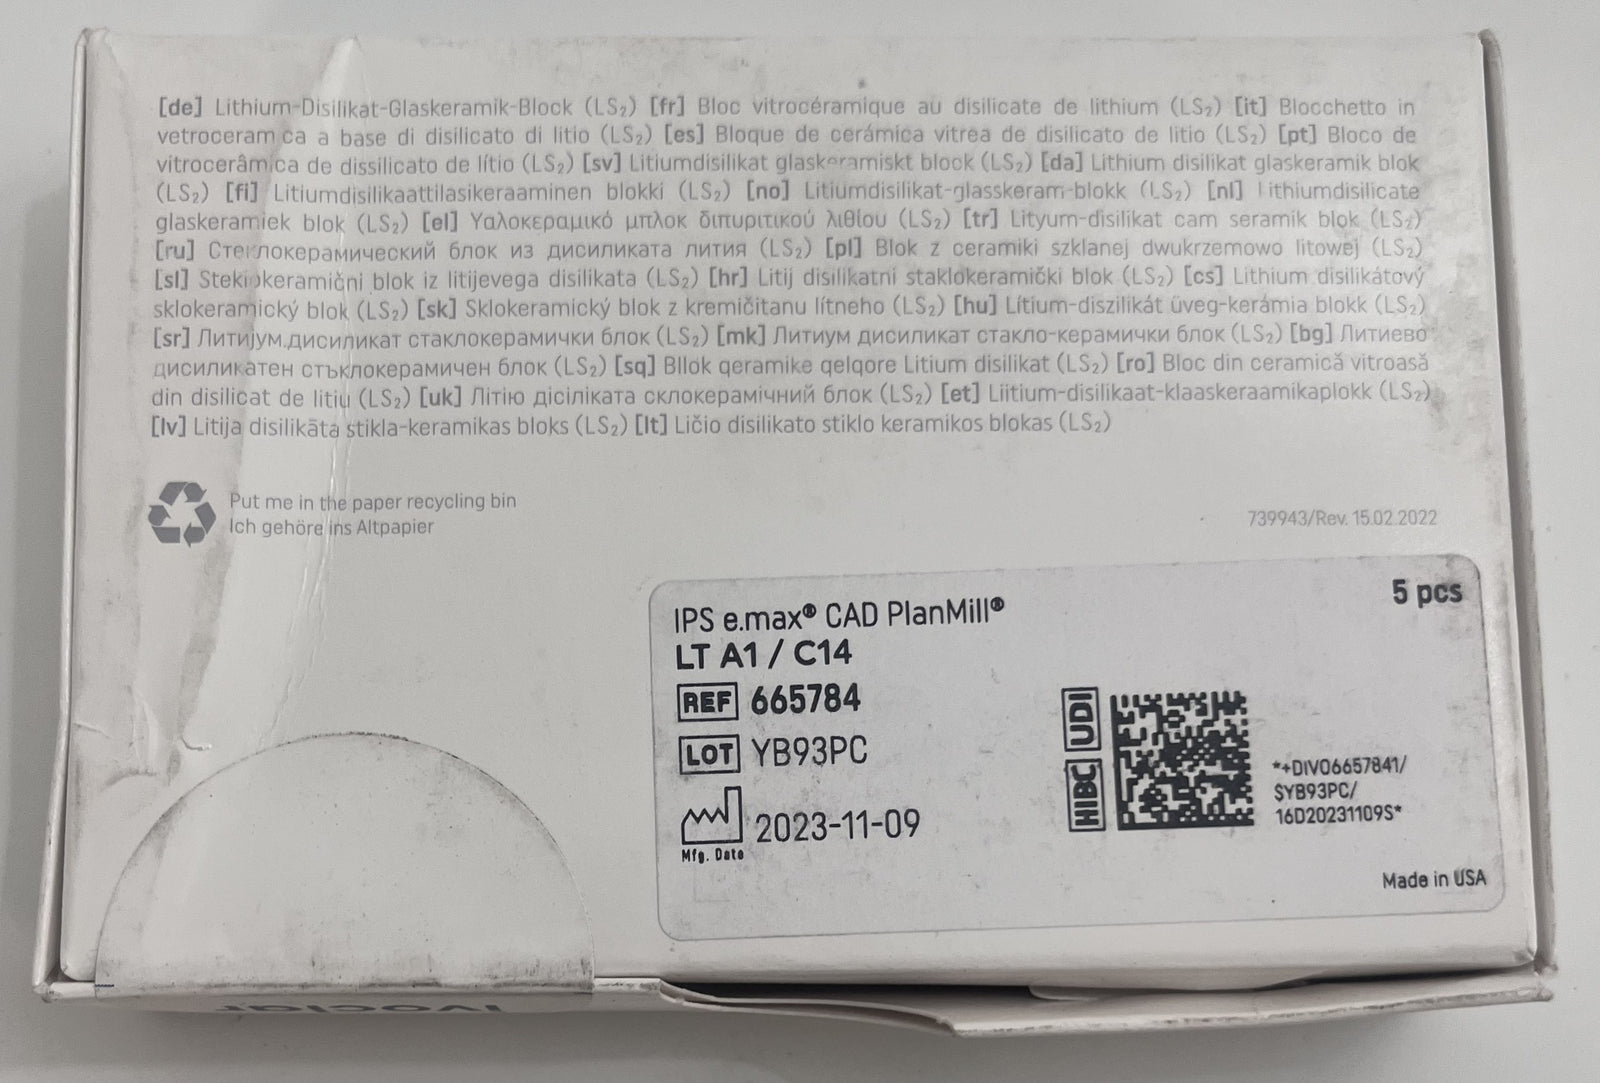 [de] Lithium-Disilikat-Glaskeramik-Block (LS₂) [fr] Bloc vitrocéramique au disilicate de lithium (LS₂) [it] Blocchetto in
vetroceramica a base di disilicato di litio (LS₂) [es] Bloque de cerámica vitrea de disilicato de litio (LS₂) [pt] Bloco de
vitrocerâmica de dissilicato de lítio (LS₂) [sv] Litiumdisilikat glaskeramiskt block (LS₂) [da] Lithium disilikat glaskeramik blok
(LS₂) [fi] Litiumdisilikaattilasikeraaminen blokki (LS₂) [no] Litiumdisilikat-glasskeram-blokk (LS₂) [nl] Lithiumdisilicate
glaskeramiek blok (LS₂) [el] Υαλοκεραμικό μπλοκ διπυριτικού λιθίου (LS₂) [tr] Lityum-disilikat cam seramik blok (LS₂)
[ru] Стеклокерамический блок из дисиликата лития (LS₂) [pl] Blok z ceramiki szklanej dwukrzemowo litowej (LS₂)
[sl] Steklokeramični blok iz litijevega disilikata (LS₂) [hr] Litij disilikatni staklokeramički blok (LS₂) [cs] Lithium disilikátový
sklokeramický blok (LS₂) [sk] Sklokeramický blok z kremičitanu lítneho (LS₂) [hu] Lítium-diszilikát üveg-kerámia blokk (LS₂)
[sr] Литијум.дисиликат стаклокерамички блок (LS₂) [mk] Литиум дисиликат стакло-керамички блок (LS₂) [bg] Литиево
дисиликатен стъклокерамичен блок (LS₂) [sq] Bllok qeramike qelqore Litium disilikat (LS₂) [ro] Bloc din ceramică vitroasă
din disilicat de litiu (LS₂) [uk] Літію дісіліката склокерамічний блок (LS₂) [et] Liitium-disilikaat-klaaskeraamikaplokk (LS₂)
[lv] Litija disilikāta stikla-keramikas bloks (LS₂) [lt] Ličio disilikato stiklo keramikos blokas (LS₂)
Put me in the paper recycling bin
Ich gehöre ins Altpapier
739943/Rev. 15.02.2022
5 pcs
IPS e.max® CAD PlanMill®
LT A1 / C14
REF 665784
LOT YB93PC
2023-11-09
Mfg. Date
HIBC UDI
*+DIV06657841/
$YB93PC/
16D20231109S*
Made in USA
ivoclar